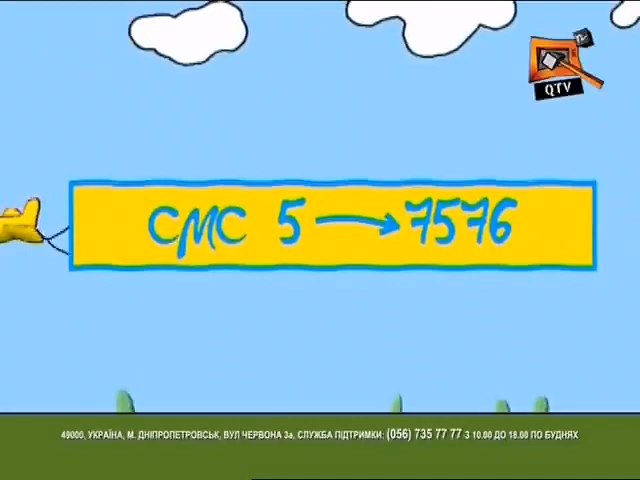 TV
QTV
СМС 5 → 7576
49000, УКРАЇНА, М. ДНІПРОПЕТРОВСЬК, ВУЛ ЧЕРВОНА 3а, СЛУЖБА ПІДТРИМКИ: (056) 735 77 77 З 10.00 ДО 18.00 ПО БУДНЯХ